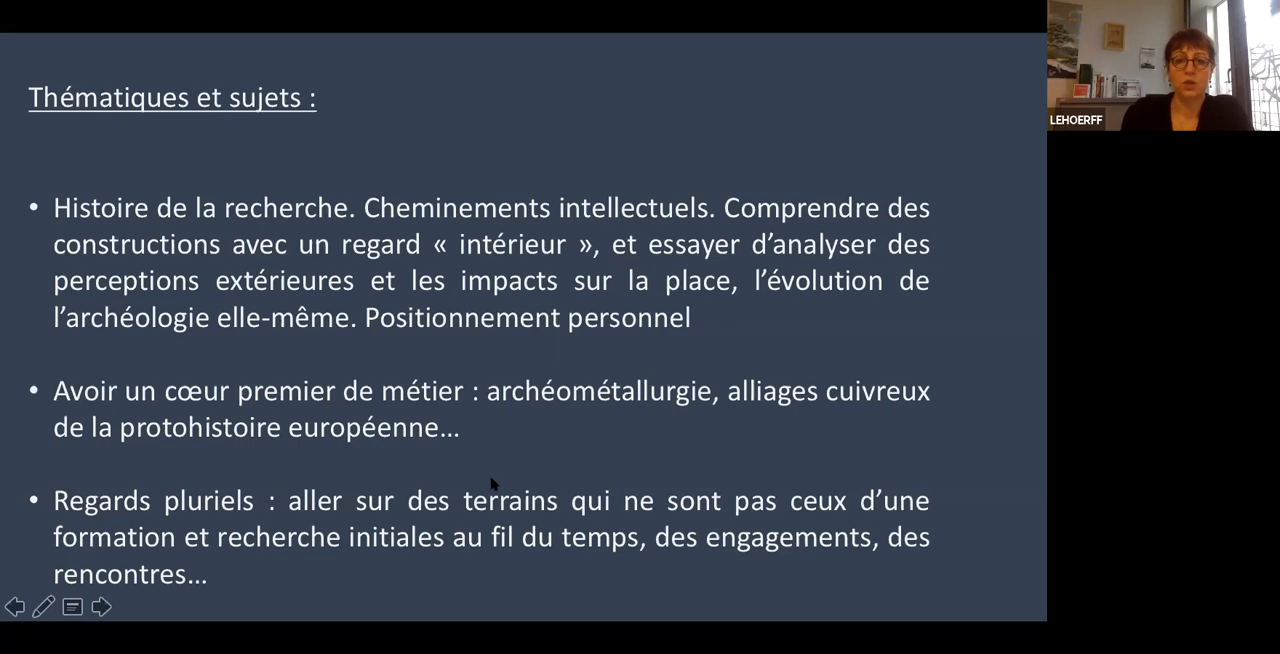 Thématiques et sujets :
LEHOERFF
• Histoire de la recherche. Cheminements intellectuels. Comprendre des
constructions avec un regard « intérieur », et essayer d’analyser des
perceptions extérieures et les impacts sur la place, l’évolution de
l’archéologie elle-même. Positionnement personnel
• Avoir un cœur premier de métier : archéométallurgie, alliages cuivreux
de la protohistoire européenne…
• Regards pluriels : aller sur des terrains qui ne sont pas ceux d’une
formation et recherche initiales au fil du temps, des engagements, des
rencontres…